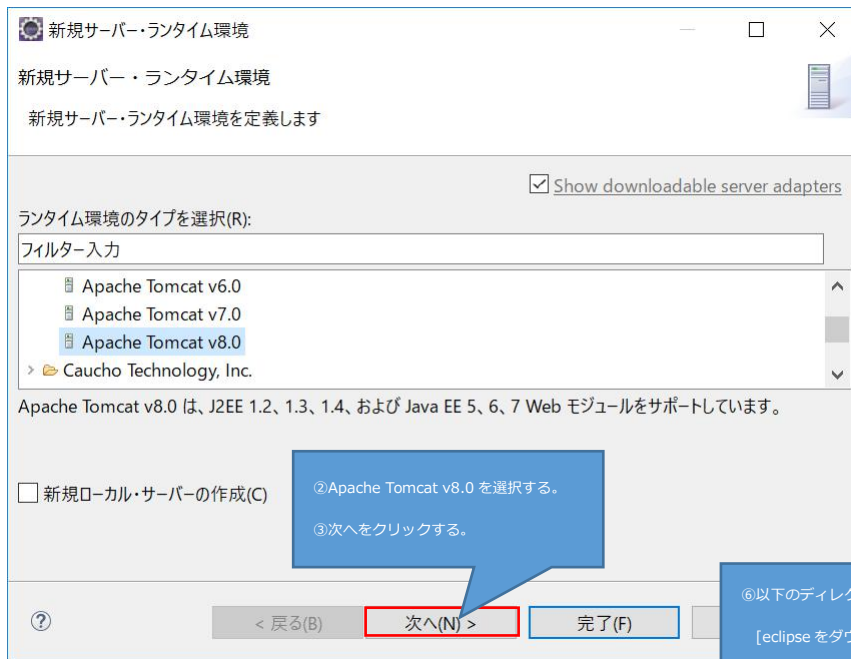 新規サーバー・ランタイム環境
新規サーバー・ランタイム環境
新規サーバー・ランタイム環境を定義します
Show downloadable server adapters
ランタイム環境のタイプを選択(R):
フィルター入力
Apache Tomcat v6.0
Apache Tomcat v7.0
Apache Tomcat v8.0
Caucho Technology, Inc.
Apache Tomcat v8.0 は、J2EE 1.2、1.3、1.4、および Java EE 5、6、7 Web モジュールをサポートしています。
新規ローカル・サーバーの作成(C)
②Apache Tomcat v8.0 を選択する。
③次へをクリックする。
⑥以下のディレク
[eclipse をダウ
< 戻る(B) 次へ(N) > 完了(F)